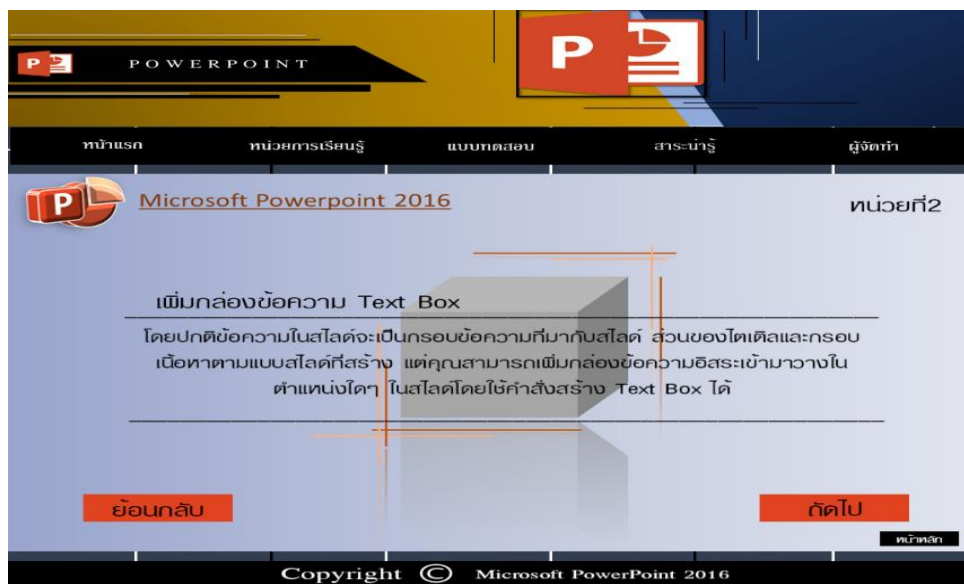 POWERPOINT
หน้าแรก หน่วยการเรียนรู้ แบบทดสอบ สาระน่ารู้ ผู้จัดทำ
Microsoft Powerpoint 2016
หน่วยที่2
เพิ่มกล่องข้อความ Text Box
โดยปกติข้อความในสไลด์จะเป็นกรอบข้อความที่มากับสไลด์ ส่วนของไตเติลและกรอบ
เนื้อหาตามแบบสไลด์ที่สร้าง แต่คุณสามารถเพิ่มกล่องข้อความอิสระเข้ามาวางใน
ตำแหน่งใดๆ ในสไลด์โดยใช้คำสั่งสร้าง Text Box ได้
ย้อนกลับ
ถัดไป
หน้าหลัก
Copyright © Microsoft PowerPoint 2016